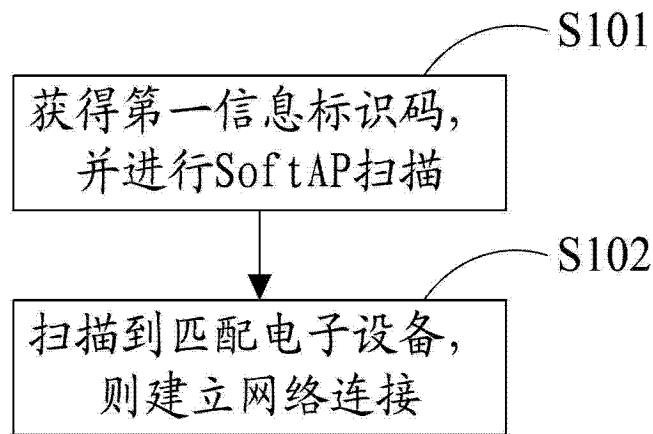 S101
获得第一信息标识码,
并进行SoftAP扫描
S102
扫描到匹配电子设备,
则建立网络连接